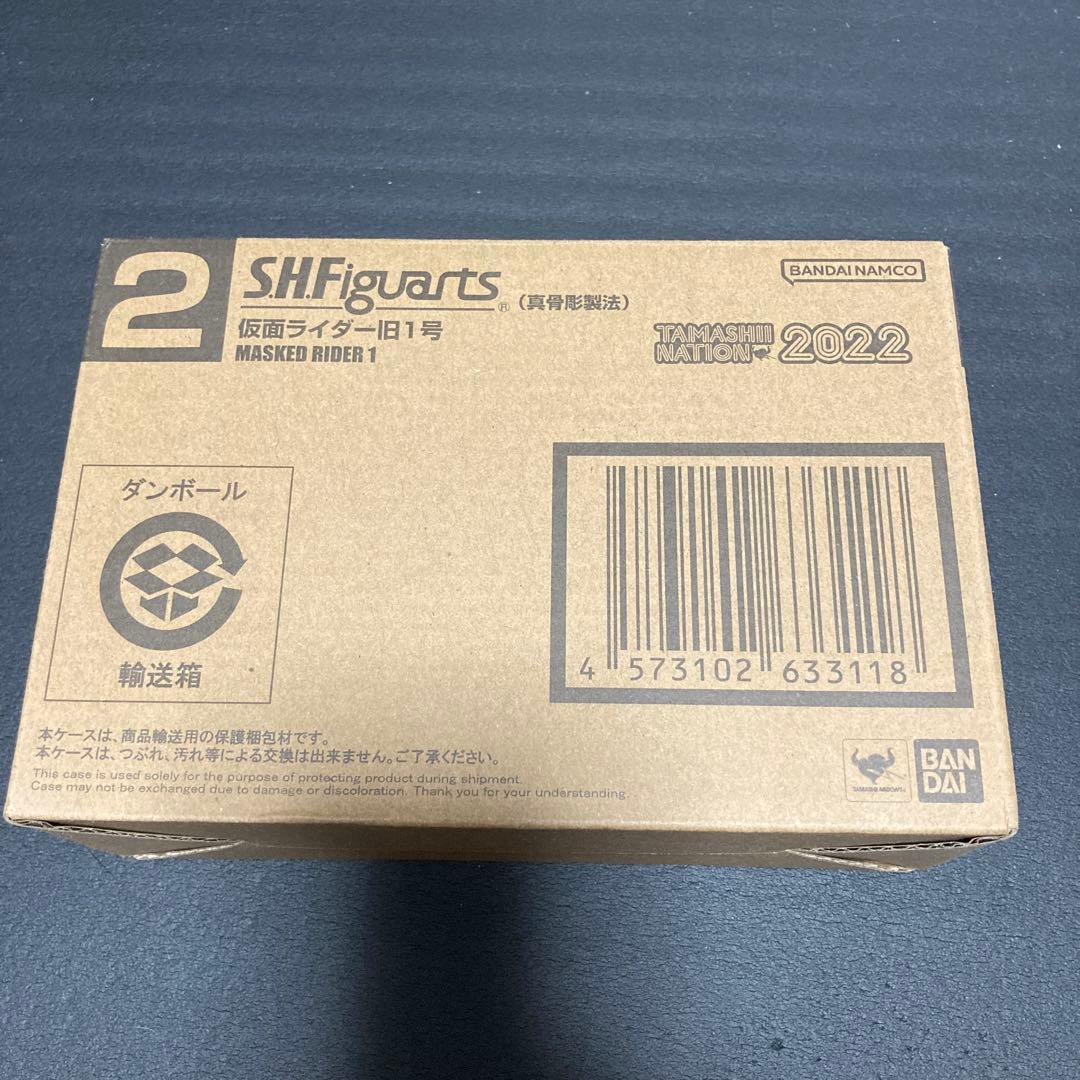 2
S.H.Figuarts® (真骨彫製法)
仮面ライダー旧1号
MASKED RIDER 1
BANDAI NAMCO
TAMASHII NATION 2022
ダンボール
輸送箱
4 573102 633118
本ケースは、商品輸送用の保護梱包材です。
本ケースは、つぶれ、汚れ等による交換は出来ません。ご了承ください。
This case is used solely for the purpose of protecting product during shipment.
Case may not be exchanged due to damage or discoloration. Thank you for your understanding.
TAMASHII NATIONS
BAN
DAI